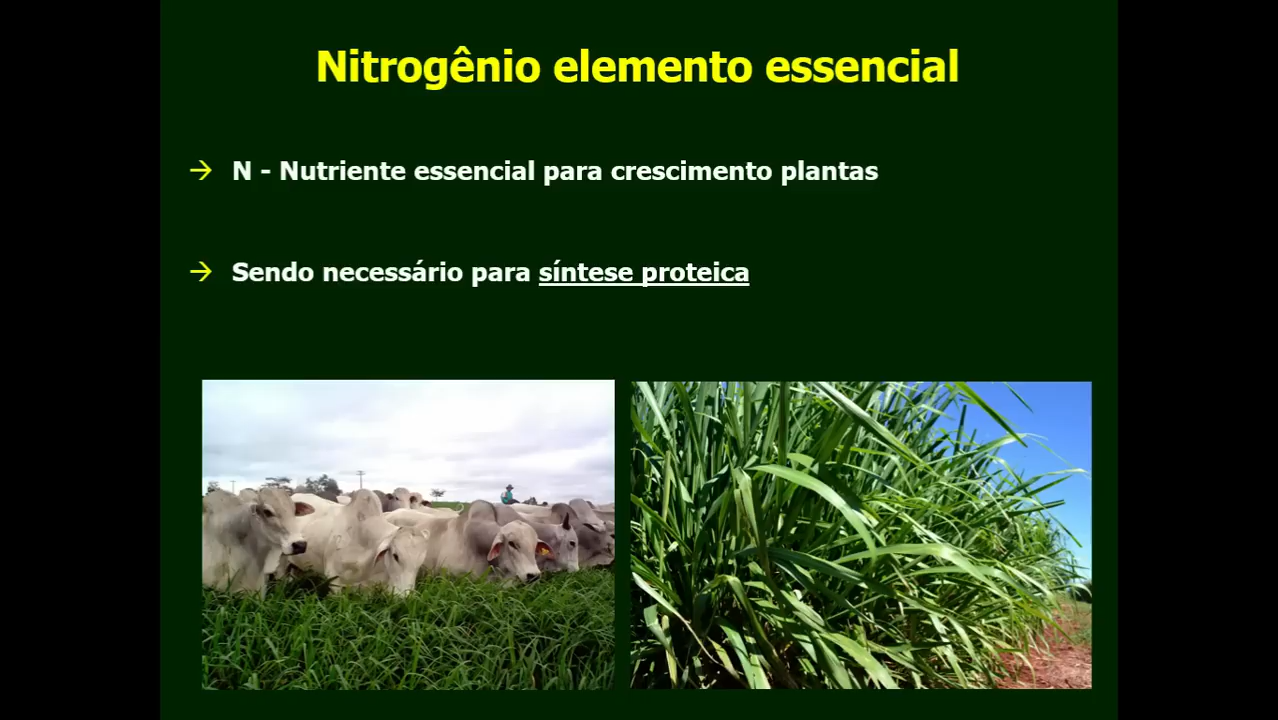 Nitrogênio elemento essencial
→ N - Nutriente essencial para crescimento plantas
→ Sendo necessário para síntese proteica